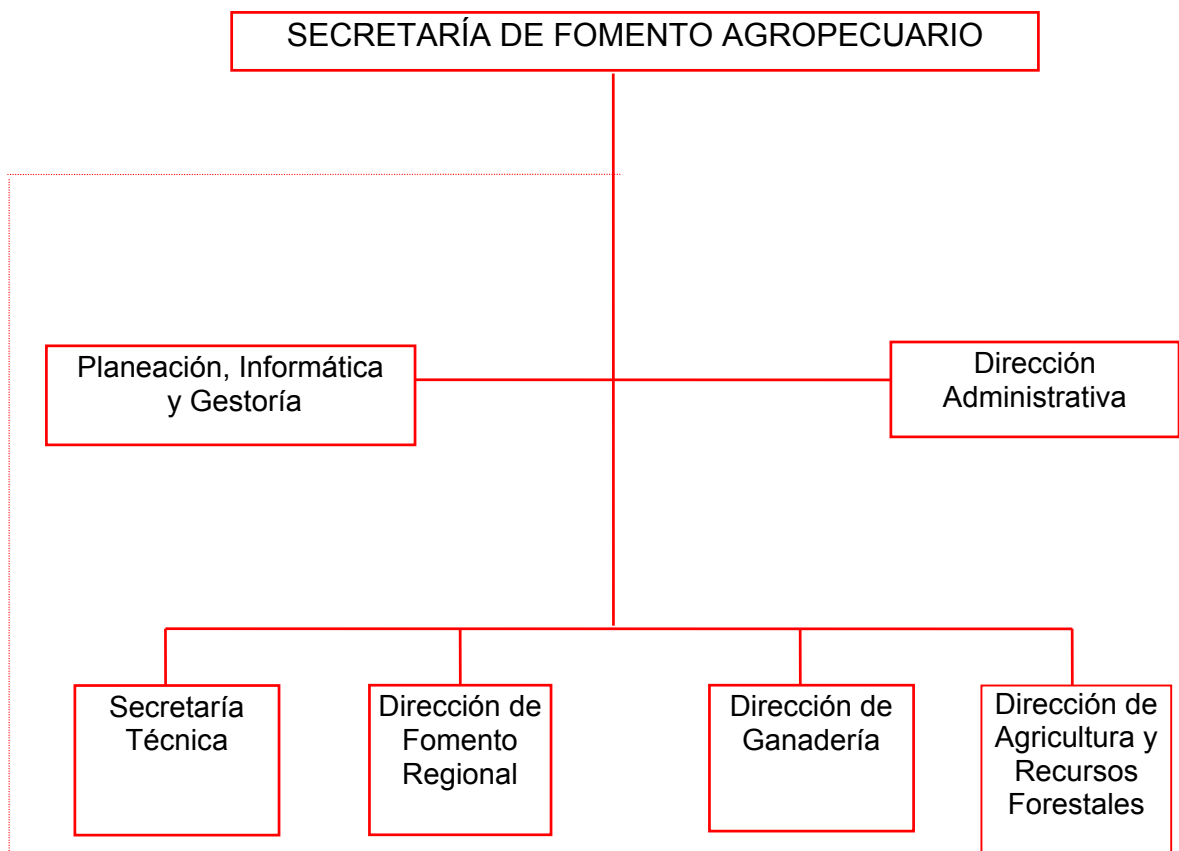 SECRETARÍA DE FOMENTO AGROPECUARIO
Planeación, Informática
y Gestoría
Dirección
Administrativa
Secretaría
Técnica
Dirección de
Fomento
Regional
Dirección de
Ganadería
Dirección de
Agricultura y
Recursos
Forestales